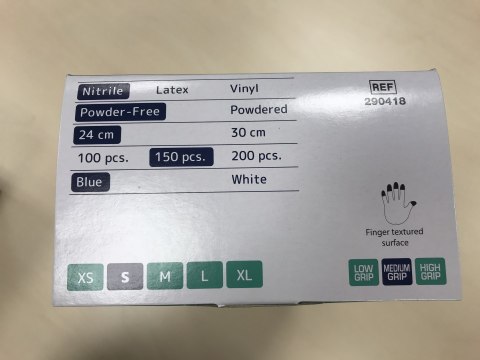 Nitrile Latex Vinyl
Powder-Free Powdered
24 cm 30 cm
100 pcs. 150 pcs. 200 pcs.
Blue White
REF
290418
Finger textured
surface
XS S M L XL
LOW GRIP MEDIUM GRIP HIGH GRIP